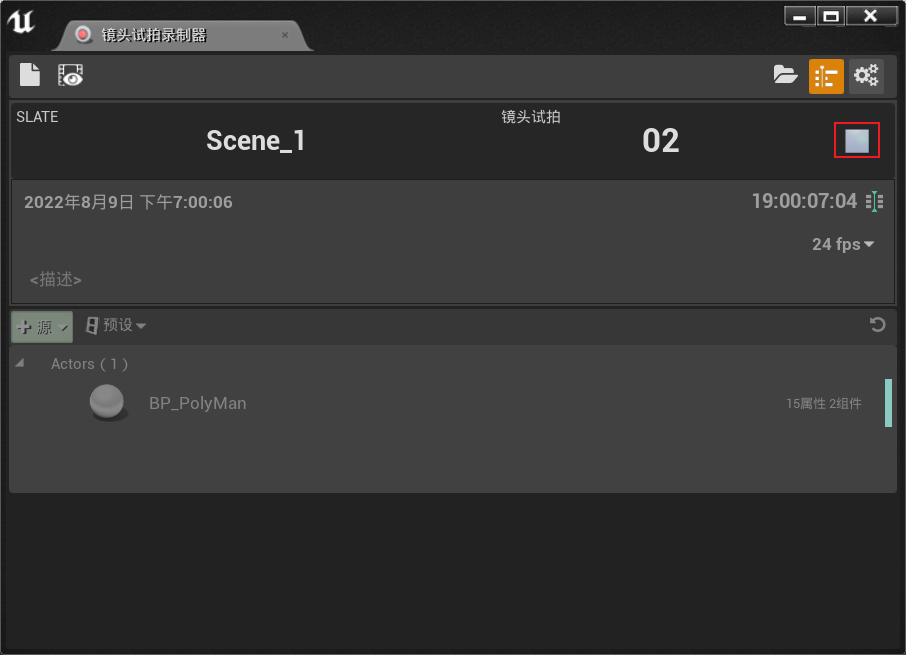 镜头试拍录制器
SLATE
镜头试拍
Scene_1
02
2022年8月9日 下午7:00:06
19:00:07:04
24 fps
<描述>
源
预设
Actors ( 1 )
BP_PolyMan
15属性 2组件